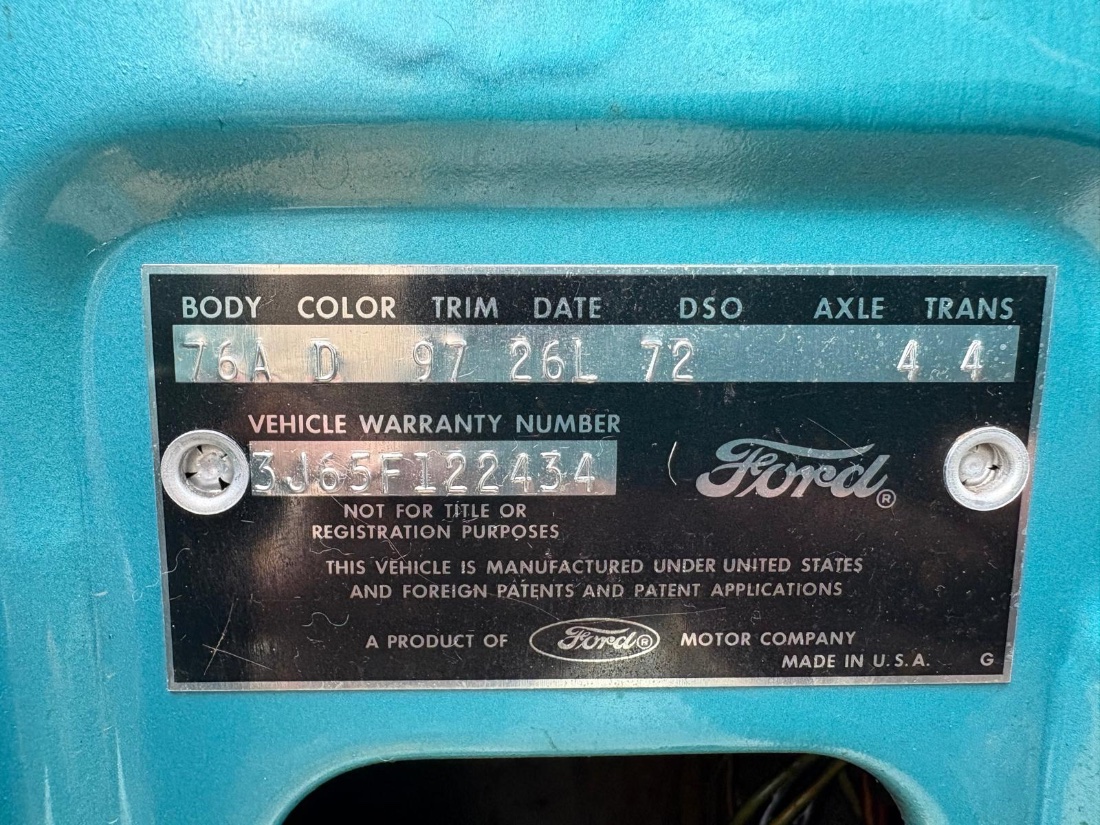 BODY COLOR TRIM DATE DSO AXLE TRANS
76A D 97 26L 72 4 4
VEHICLE WARRANTY NUMBER
3J65F122434
Ford®
NOT FOR TITLE OR
REGISTRATION PURPOSES
THIS VEHICLE IS MANUFACTURED UNDER UNITED STATES
AND FOREIGN PATENTS AND PATENT APPLICATIONS
A PRODUCT OF Ford® MOTOR COMPANY
MADE IN U.S.A. G